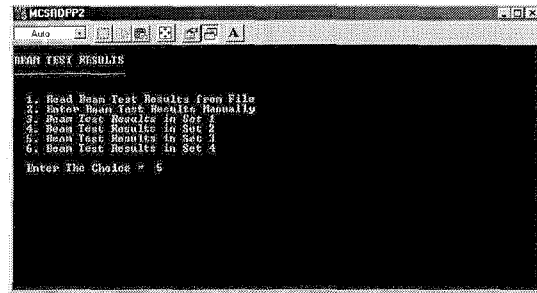 MCSNDPP2
Auto
A
BEAM TEST RESULTS
1. Read Beam Test Results from File
2. Enter Beam Test Results Manually
3. Beam Test Results in Set 1
4. Beam Test Results in Set 2
5. Beam Test Results in Set 3
6. Beam Test Results in Set 4
Enter The Choice = 5